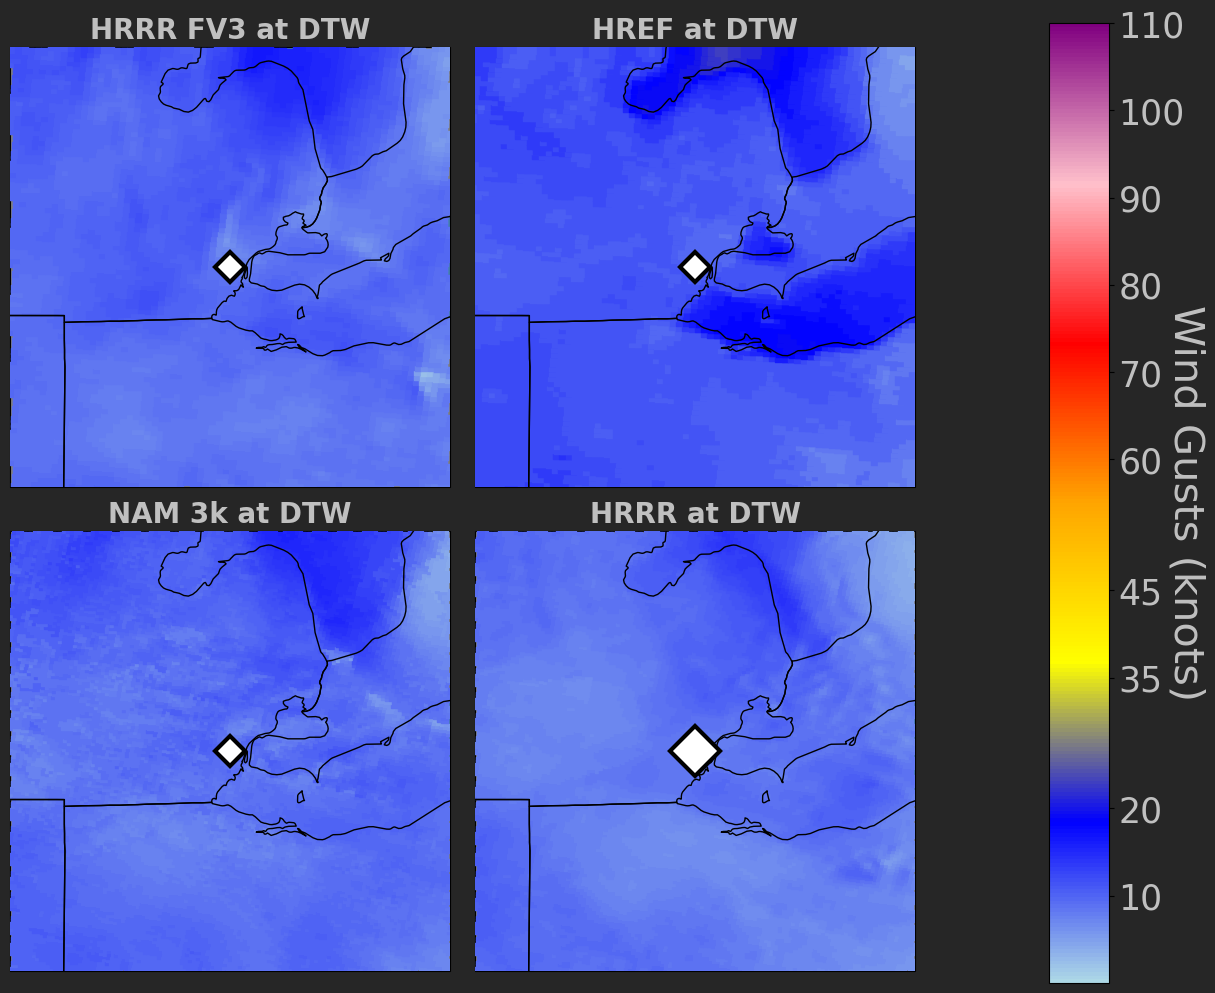 HRRR FV3 at DTW
HREF at DTW
NAM 3k at DTW
HRRR at DTW
110
100
90
80
70
60
45
35
20
10
Wind Gusts (knots)